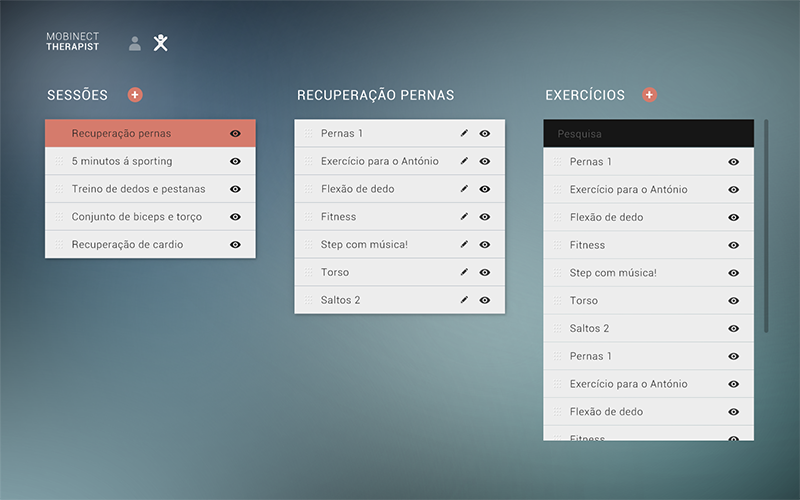 MOBINECT
THERAPIST
SESSÕES
Recuperação pernas
5 minutos á sporting
Treino de dedos e pestanas
Conjunto de biceps e torço
Recuperação de cardio
RECUPERAÇÃO PERNAS
Pernas 1
Exercício para o António
Flexão de dedo
Fitness
Step com música!
Torso
Saltos 2
EXERCÍCIOS
Pesquisa
Pernas 1
Exercício para o António
Flexão de dedo
Fitness
Step com música!
Torso
Saltos 2
Pernas 1
Exercício para o António
Flexão de dedo
Fitness